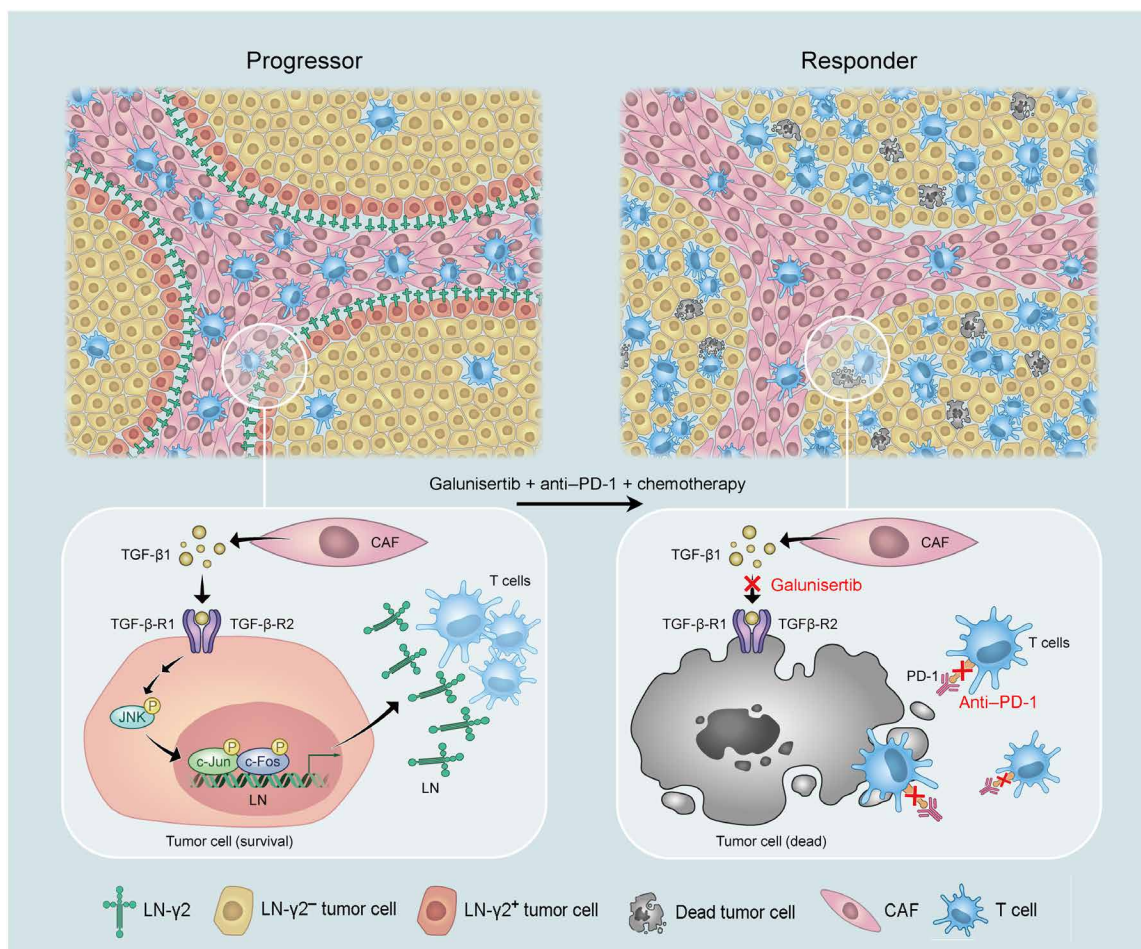 Progressor
Responder
Galunisertib + anti–PD-1 + chemotherapy
TGF-β1
CAF
T cells
TGF-β-R1
TGF-β-R2
JNK
P
c-Jun
P
c-Fos
P
LN
LN
Tumor cell (survival)
TGF-β1
CAF
Galunisertib
TGF-β-R1
TGFβ-R2
T cells
PD-1
Anti–PD-1
Tumor cell (dead)
LN-γ2
LN-γ2⁻ tumor cell
LN-γ2⁺ tumor cell
Dead tumor cell
CAF
T cell